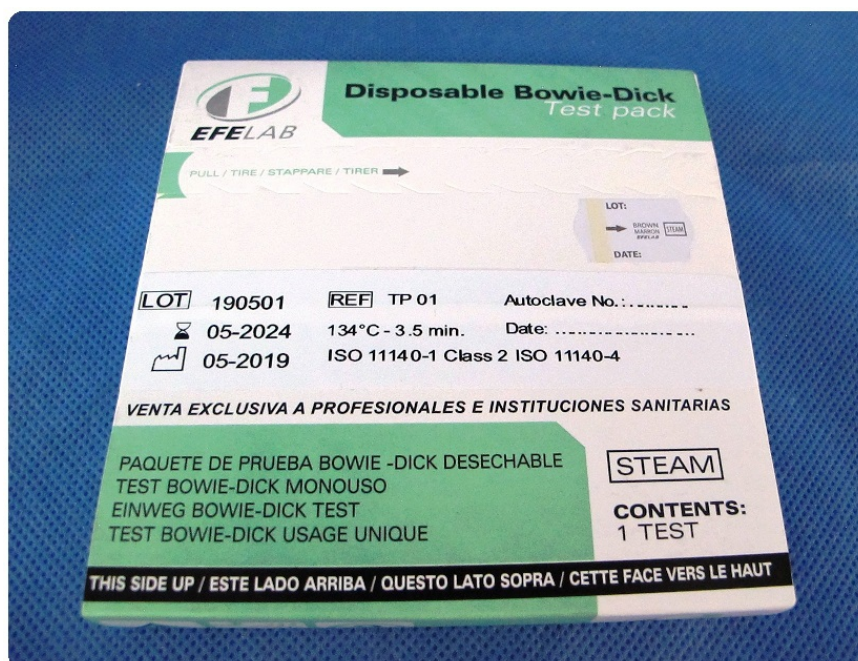 Disposable Bowie-Dick
Test pack
EFELAB
PULL / TIRE / STAPPARE / TIRER
LOT:
BROWN
MARRON
EFELAB
STEAM
DATE:
LOT 190501 REF TP 01 Autoclave No.:..........
05-2024 134°C - 3.5 min. Date: ........................
05-2019 ISO 11140-1 Class 2 ISO 11140-4
VENTA EXCLUSIVA A PROFESIONALES E INSTITUCIONES SANITARIAS
PAQUETE DE PRUEBA BOWIE -DICK DESECHABLE
TEST BOWIE-DICK MONOUSO
EINWEG BOWIE-DICK TEST
TEST BOWIE-DICK USAGE UNIQUE
STEAM
CONTENTS:
1 TEST
THIS SIDE UP / ESTE LADO ARRIBA / QUESTO LATO SOPRA / CETTE FACE VERS LE HAUT